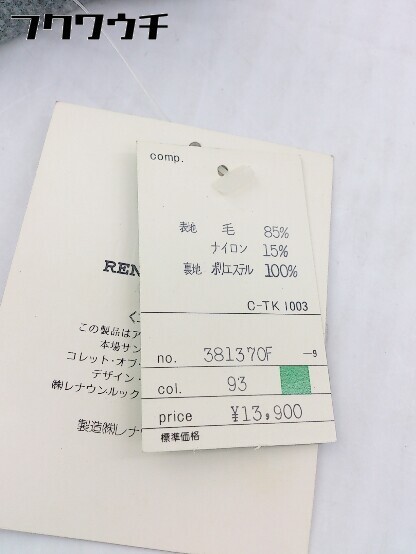 フクワウチ
comp.
表地 毛 85%
ナイロン 15%
裏地 ポリエステル 100%
C-TK1003
no. 381370F -9
col. 93
price ¥13,900
標準価格
REN
この製品はア
本場サン
コレット・オブ・
デザイン・
㈱レナウンルック
製造㈱レナ